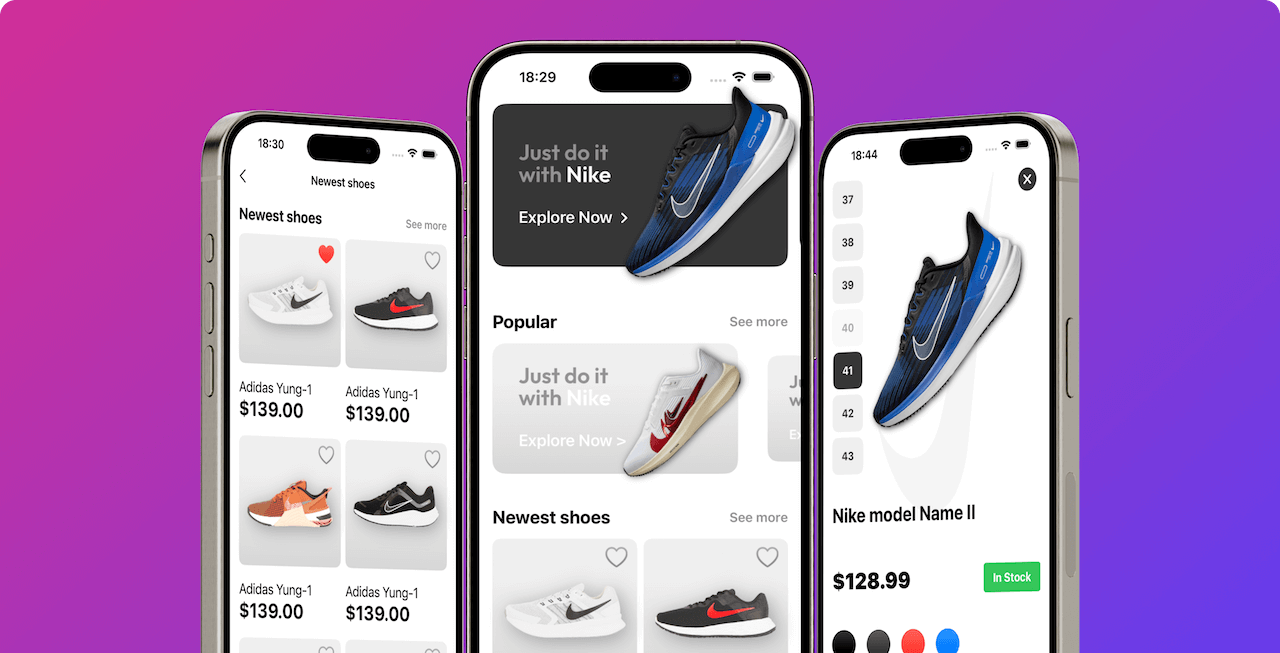 18:30
Newest shoes
Newest shoes
See more
Adidas Yung-1
$139.00
Adidas Yung-1
$139.00
Adidas Yung-1
$139.00
Adidas Yung-1
$139.00
18:29
Just do it
with Nike
Explore Now >
Popular
See more
Just do it
with Nike
Explore Now >
Newest shoes
See more
18:44
X
37
38
39
40
41
42
43
Nike model Name II
$128.99
In Stock